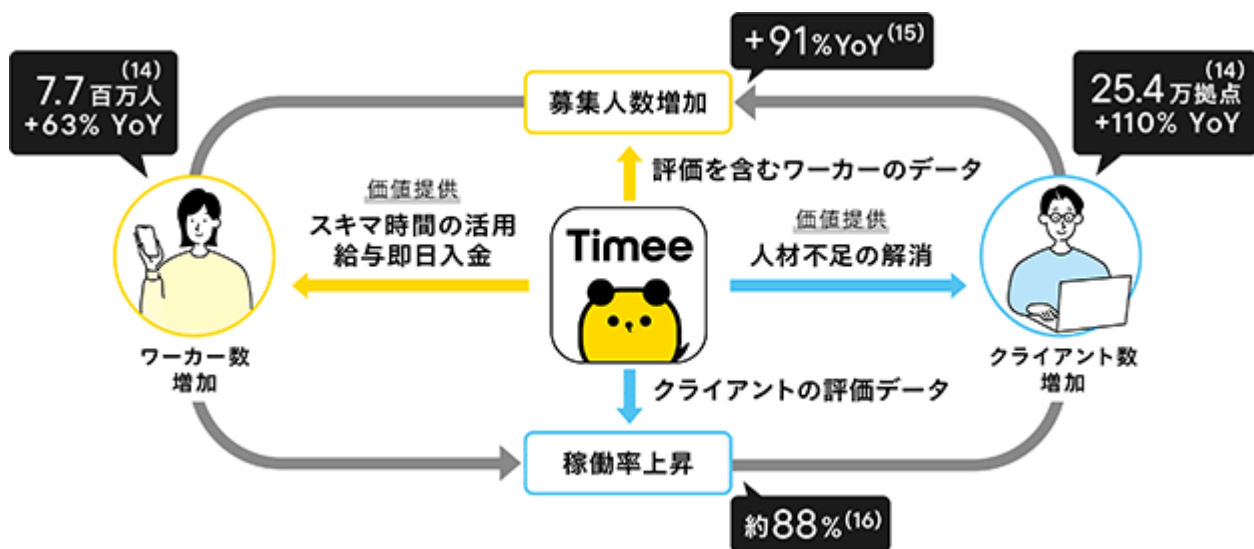 +91%YoY(15)
(14)
7.7百万人
+63% YoY
(14)
25.4万拠点
+110% YoY
募集人数増加
評価を含むワーカーのデータ
価値提供
スキマ時間の活用
給与即日入金
Timee
価値提供
人材不足の解消
ワーカー数
増加
クライアント数
増加
クライアントの評価データ
稼働率上昇
約88%(16)